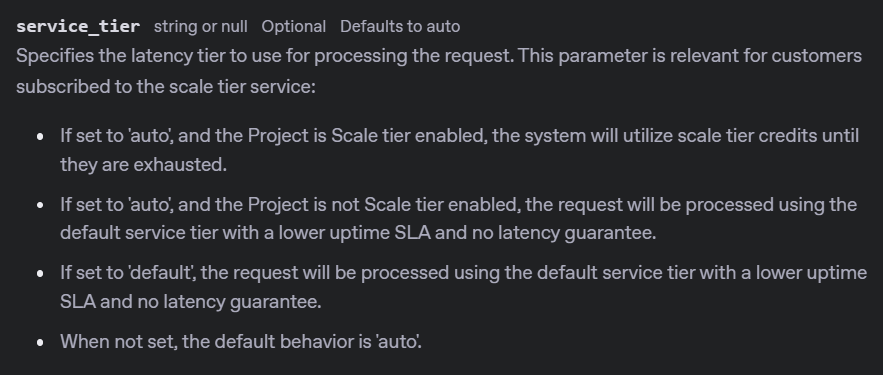 service_tier string or null Optional Defaults to auto
Specifies the latency tier to use for processing the request. This parameter is relevant for customers
subscribed to the scale tier service:
• If set to 'auto', and the Project is Scale tier enabled, the system will utilize scale tier credits until
they are exhausted.
• If set to 'auto', and the Project is not Scale tier enabled, the request will be processed using the
default service tier with a lower uptime SLA and no latency guarantee.
• If set to 'default', the request will be processed using the default service tier with a lower uptime
SLA and no latency guarantee.
• When not set, the default behavior is 'auto'.